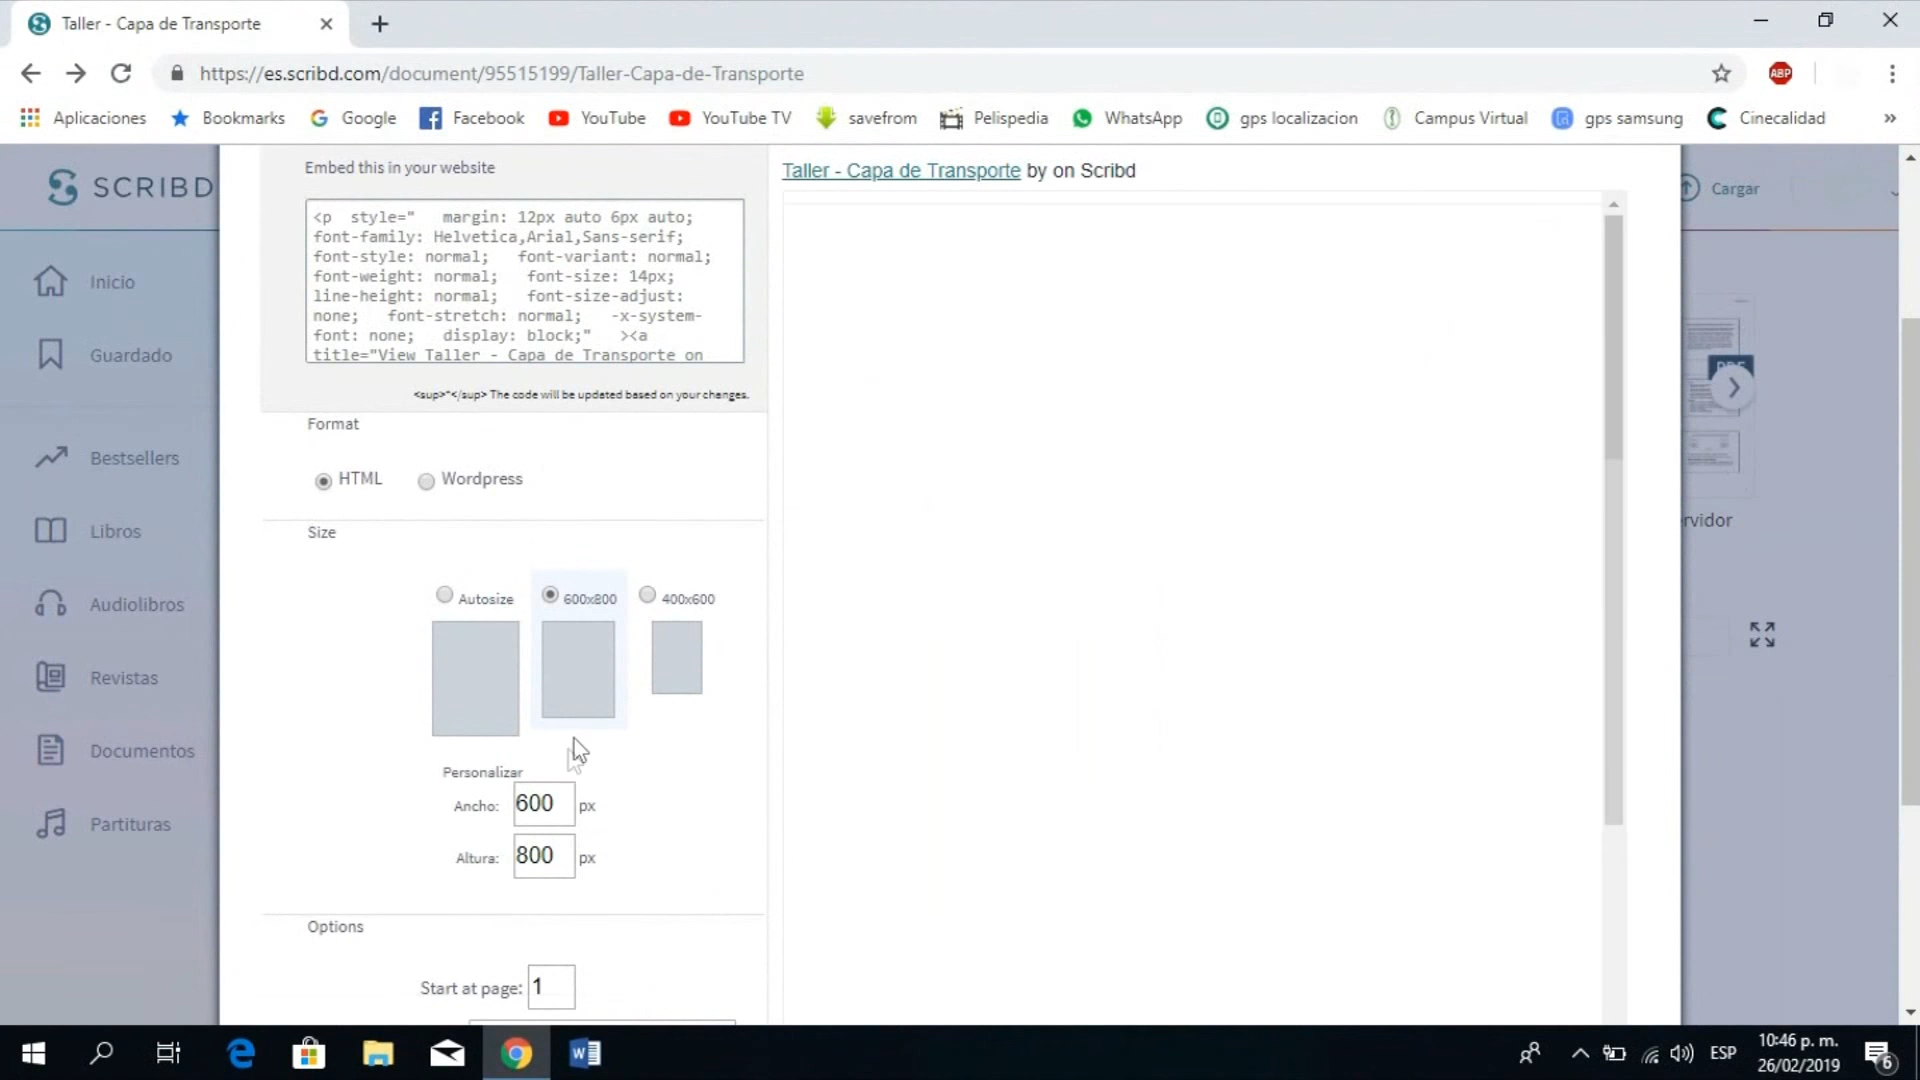 Taller - Capa de Transporte
https://es.scribd.com/document/95515199/Taller-Capa-de-Transporte
ABP
Aplicaciones Bookmarks Google Facebook YouTube YouTube TV savefrom Pelispedia WhatsApp gps localizacion Campus Virtual gps samsung Cinecalidad »
SCRIBD
Cargar
Inicio
Guardado
Bestsellers
Libros
Audiolibros
Revistas
Documentos
Partituras
Embed this in your website
<p  style="   margin: 12px auto 6px auto;
font-family: Helvetica,Arial,Sans-serif;
font-style: normal;   font-variant: normal;
font-weight: normal;   font-size: 14px;
line-height: normal;   font-size-adjust:
none;   font-stretch: normal;   -x-system-
font: none;   display: block;"   ><a
title="View Taller - Capa de Transporte on
<sup>*</sup> The code will be updated based on your changes.
Format
HTML Wordpress
Size
Autosize 600x800 400x600
Personalizar
Ancho: 600 px
Altura: 800 px
Options
Start at page: 1
Taller - Capa de Transporte by on Scribd
PDF
rvidor
W
ESP
10:46 p. m.
26/02/2019
6